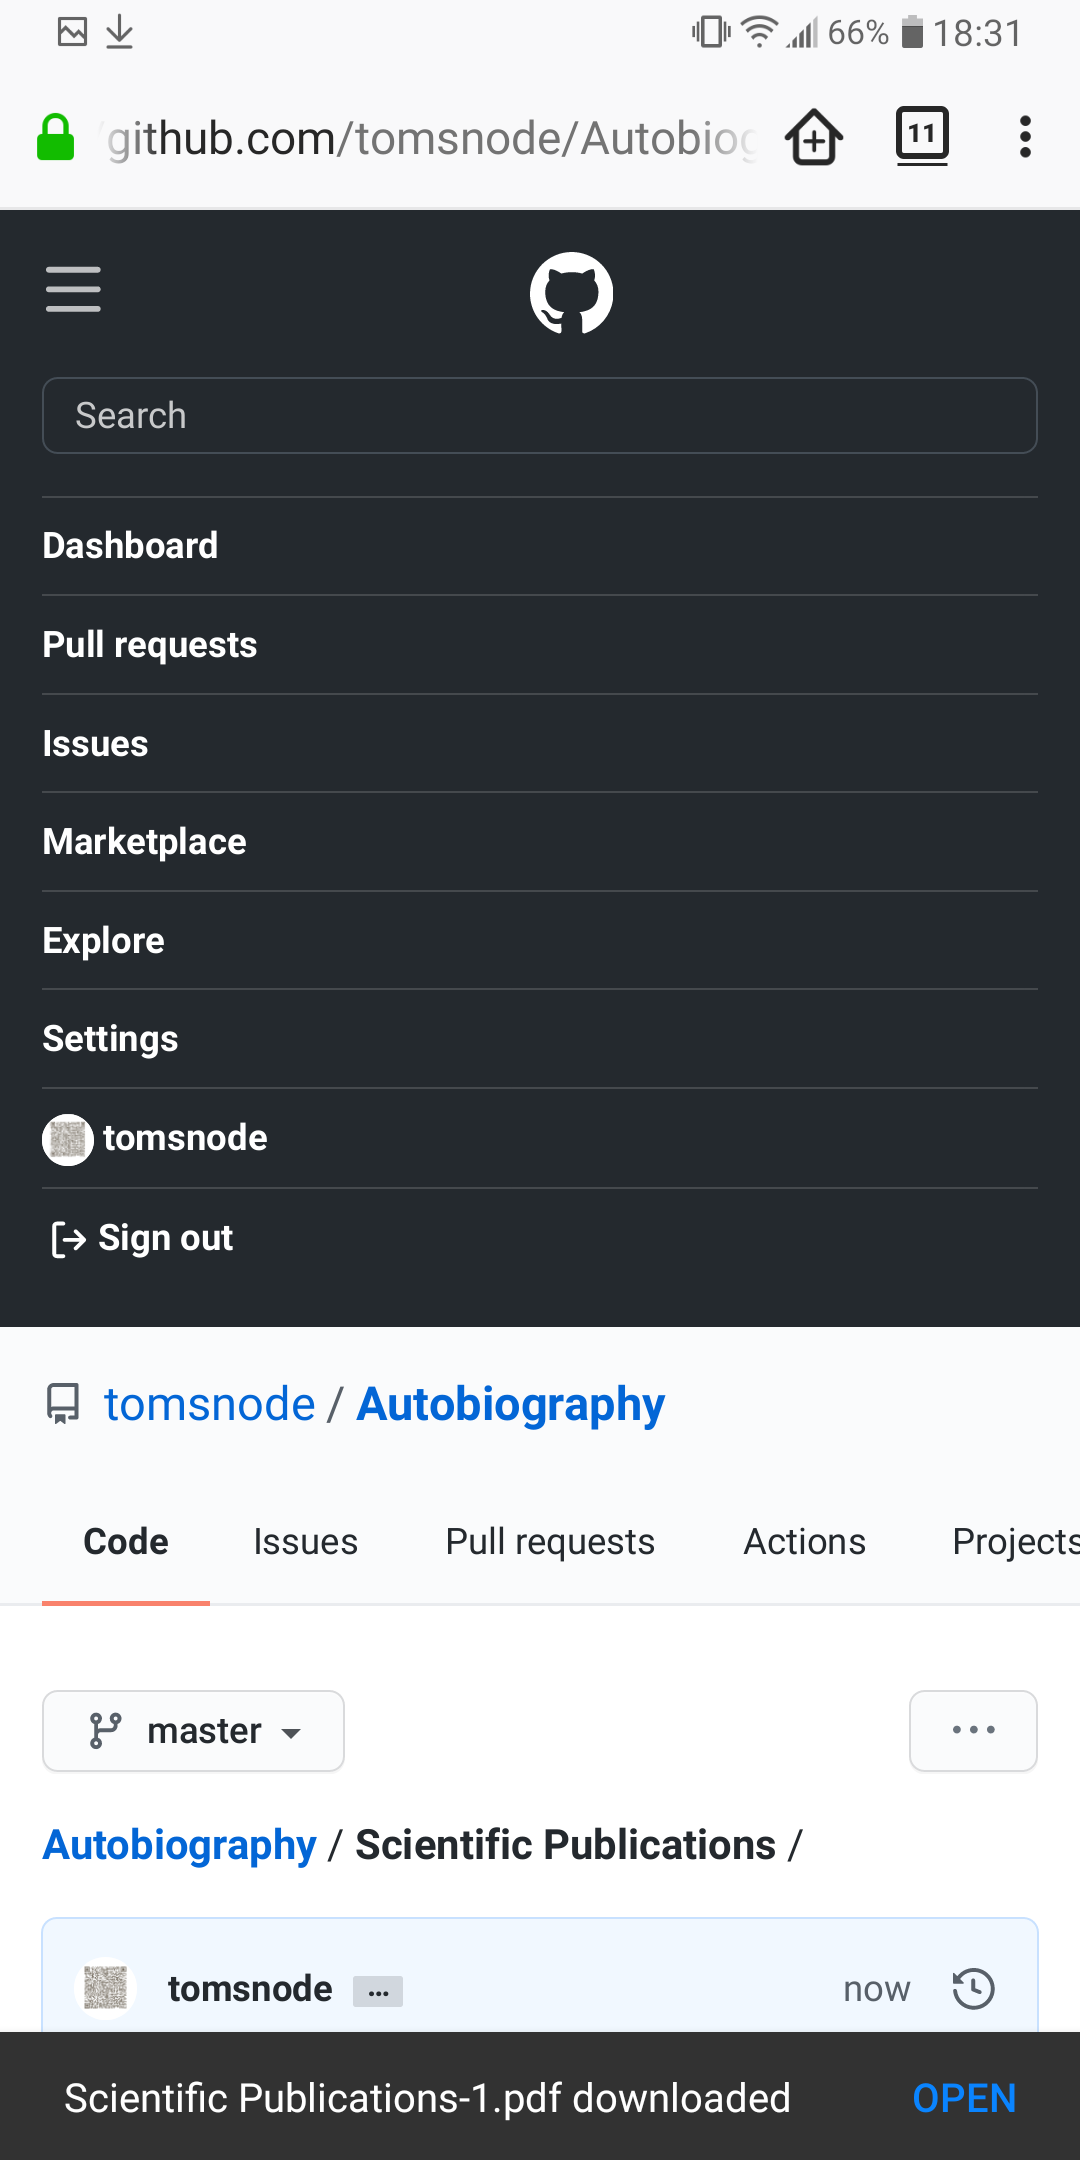 66% 18:31
github.com/tomsnode/Autobiog
11
Search
Dashboard
Pull requests
Issues
Marketplace
Explore
Settings
tomsnode
Sign out
tomsnode / Autobiography
Code Issues Pull requests Actions Projects
master ...
Autobiography / Scientific Publications /
tomsnode ... now
Scientific Publications-1.pdf downloaded OPEN